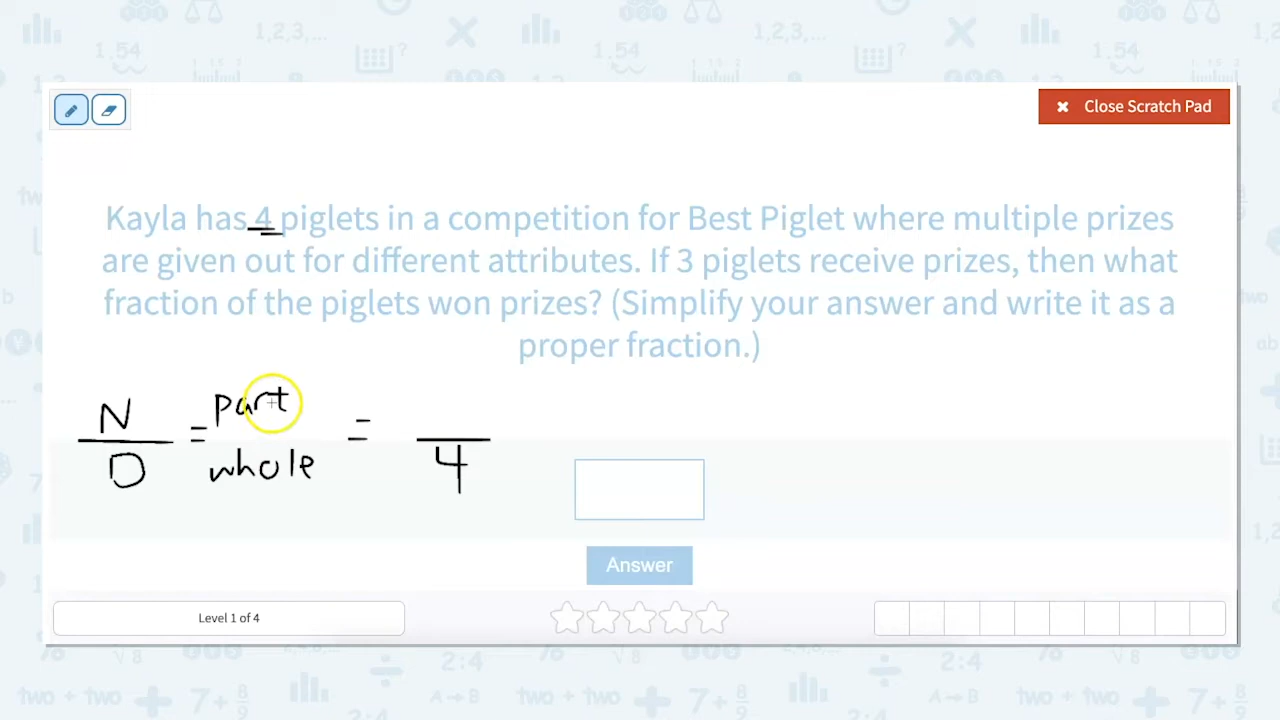 Close Scratch Pad
Kayla has 4 piglets in a competition for Best Piglet where multiple prizes
are given out for different attributes. If 3 piglets receive prizes, then what
fraction of the piglets won prizes? (Simplify your answer and write it as a
proper fraction.)
N = part =
D whole 4
Answer
Level 1 of 4